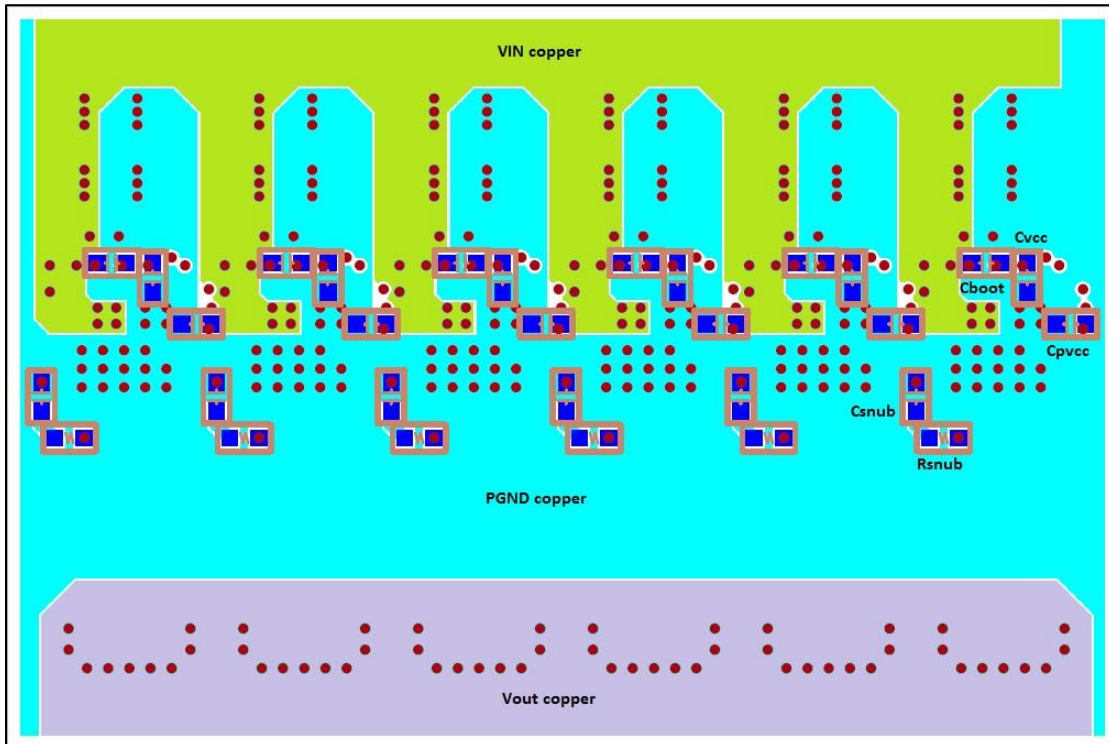 VIN copper
Cvcc
Cboot
Cpvcc
Csnub
Rsnub
PGND copper
Vout copper